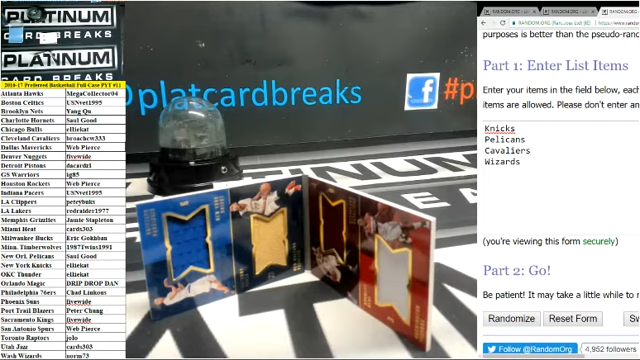 PLATINUM
CARD BREAKS
PLATINUM
CARD BREAKS
2016-17 Preferred Basketball Full Case PYT #11
Atlanta Hawks MegaCollector04
Boston Celtics USNvet1995
Brooklyn Nets Yang Qu
Charlotte Hornets Saul Good
Chicago Bulls elliekat
Cleveland Cavaliers broachcw333
Dallas Mavericks Web Pierce
Denver Nuggets fivewide
Detroit Pistons dacardzl
GS Warriors ig85
Houston Rockets Web Pierce
Indiana Pacers USNvet1995
LA Clippers peteybuks
LA Lakers redraider1977
Memphis Grizzlies Jamie Stapleton
Miami Heat cards303
Milwaukee Bucks Eric Gokhban
Minn. Timberwolves 1987Twins1991
New Orl. Pelicans Saul Good
New York Knicks elliekat
OKC Thunder elliekat
Orlando Magic DRIP DROP DAN
Philadelphia 76ers Chad Linkous
Phoenix Suns fivewide
Port Trail Blazers Peter Chung
Sacramento Kings fivewide
San Antonio Spurs Web Pierce
Toronto Raptors jolo
Utah Jazz cards303
Wash Wizards norm73
@platcardbreaks
f
#p
PLATINUM
RANDOM.ORG
purposes is better than the pseudo-ran
Part 1: Enter List Items
Enter your items in the field below, each
items are allowed. Please don't enter an
Knicks
Pelicans
Cavaliers
Wizards
(you're viewing this form securely)
Part 2: Go!
Be patient! It may take a little while to
Randomize Reset Form Sw
Follow @RandomOrg 4,952 followers